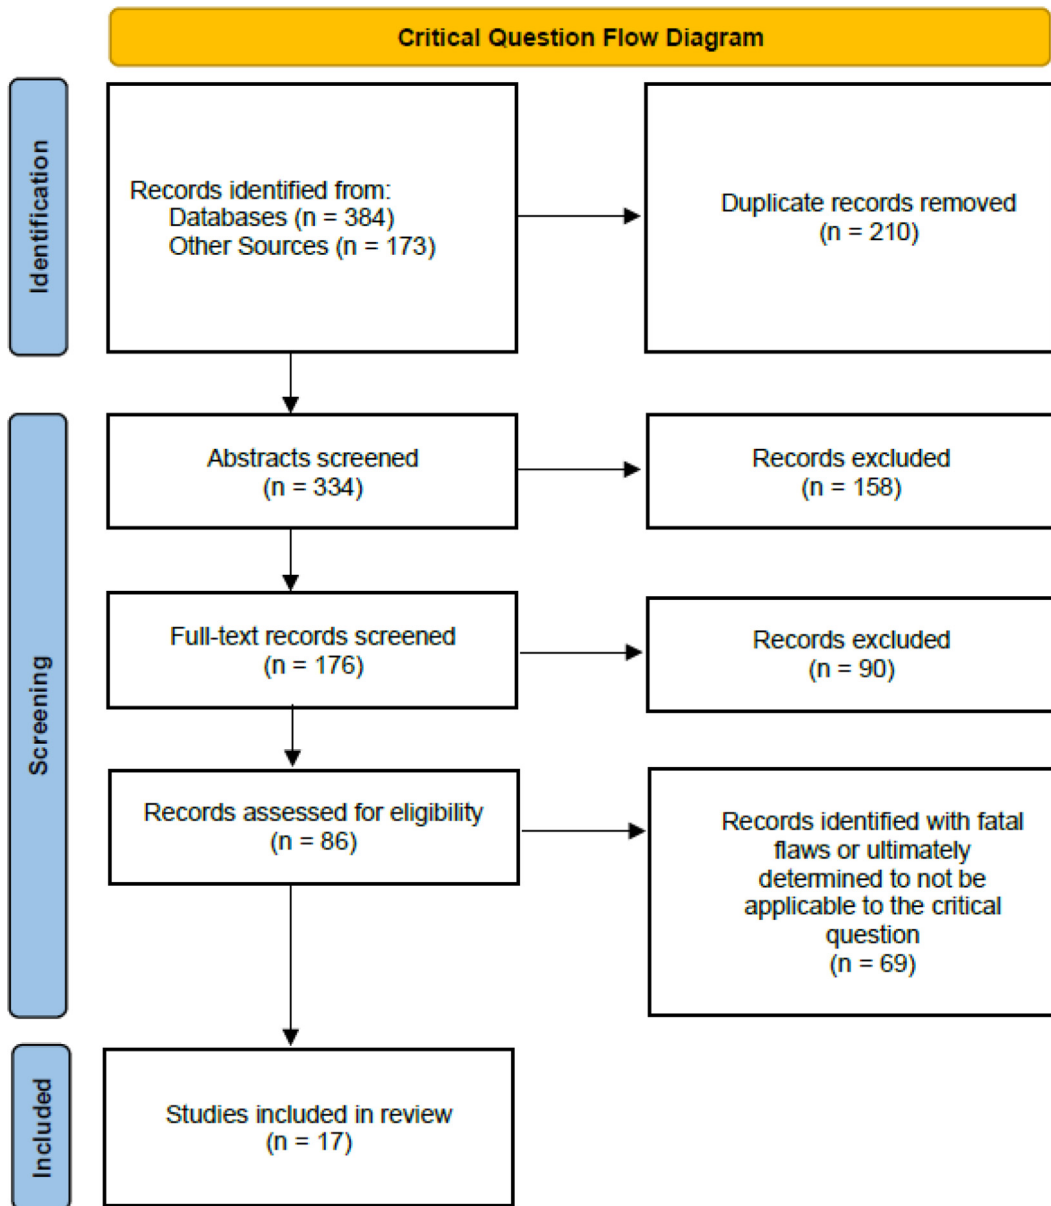 Critical Question Flow Diagram
Identification
Records identified from:
Databases (n = 384)
Other Sources (n = 173)
Duplicate records removed
(n = 210)
Screening
Abstracts screened
(n = 334)
Records excluded
(n = 158)
Full-text records screened
(n = 176)
Records excluded
(n = 90)
Records assessed for eligibility
(n = 86)
Records identified with fatal
flaws or ultimately
determined to not be
applicable to the critical
question
(n = 69)
Included
Studies included in review
(n = 17)